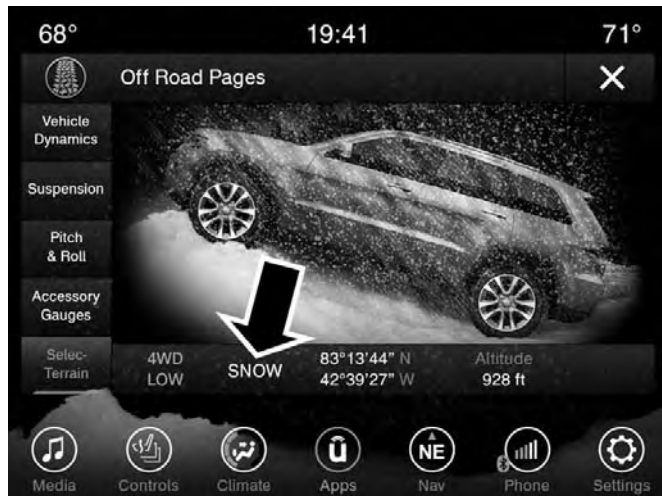 68° 19:41 71°
Off Road Pages
Vehicle
Dynamics
Suspension
Pitch
& Roll
Accessory
Gauges
Selec-
Terrain
4WD
LOW
SNOW
83°13'44" N
42°39'27" W
Altitude
928 ft
NE
Media Controls Climate Apps Nav Phone Settings